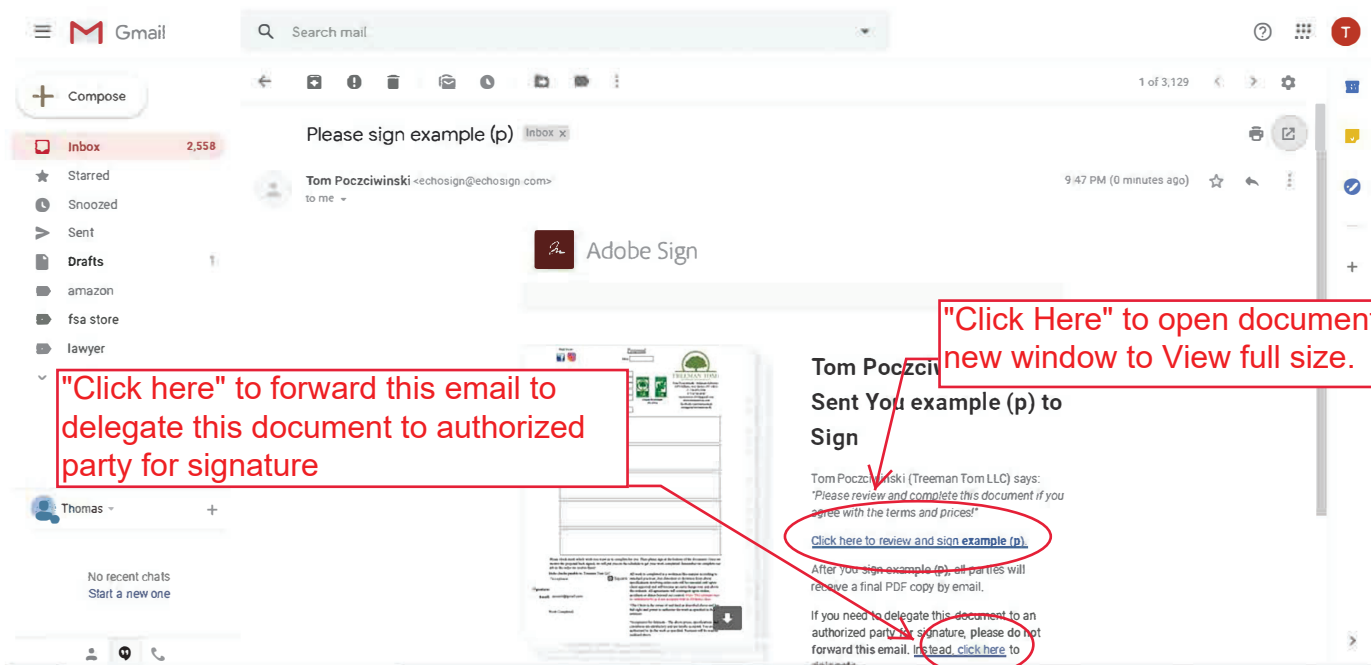 Gmail
Search mail
T
Compose
1 of 3,129
Inbox 2,558
Starred
Snoozed
Sent
Drafts 1
amazon
fsa store
lawyer
Please sign example (p) Inbox x
Tom Poczciwinski <echosign@echosign.com>
to me
9:47 PM (0 minutes ago)
Adobe Sign
"Click Here" to open document
new window to View full size.
"Click here" to forward this email to
delegate this document to authorized
party for signature
Proposal
TREEMAN TOM
Tom Poczciw
Sent You example (p) to
Sign
Tom Poczciwinski (Treeman Tom LLC) says:
"Please review and complete this document if you
agree with the terms and prices!"
Click here to review and sign example (p).
After you sign example (p), all parties will
receive a final PDF copy by email.
If you need to delegate this document to an
authorized party for signature, please do not
forward this email. Instead, click here to
delegate
Thomas
No recent chats
Start a new one